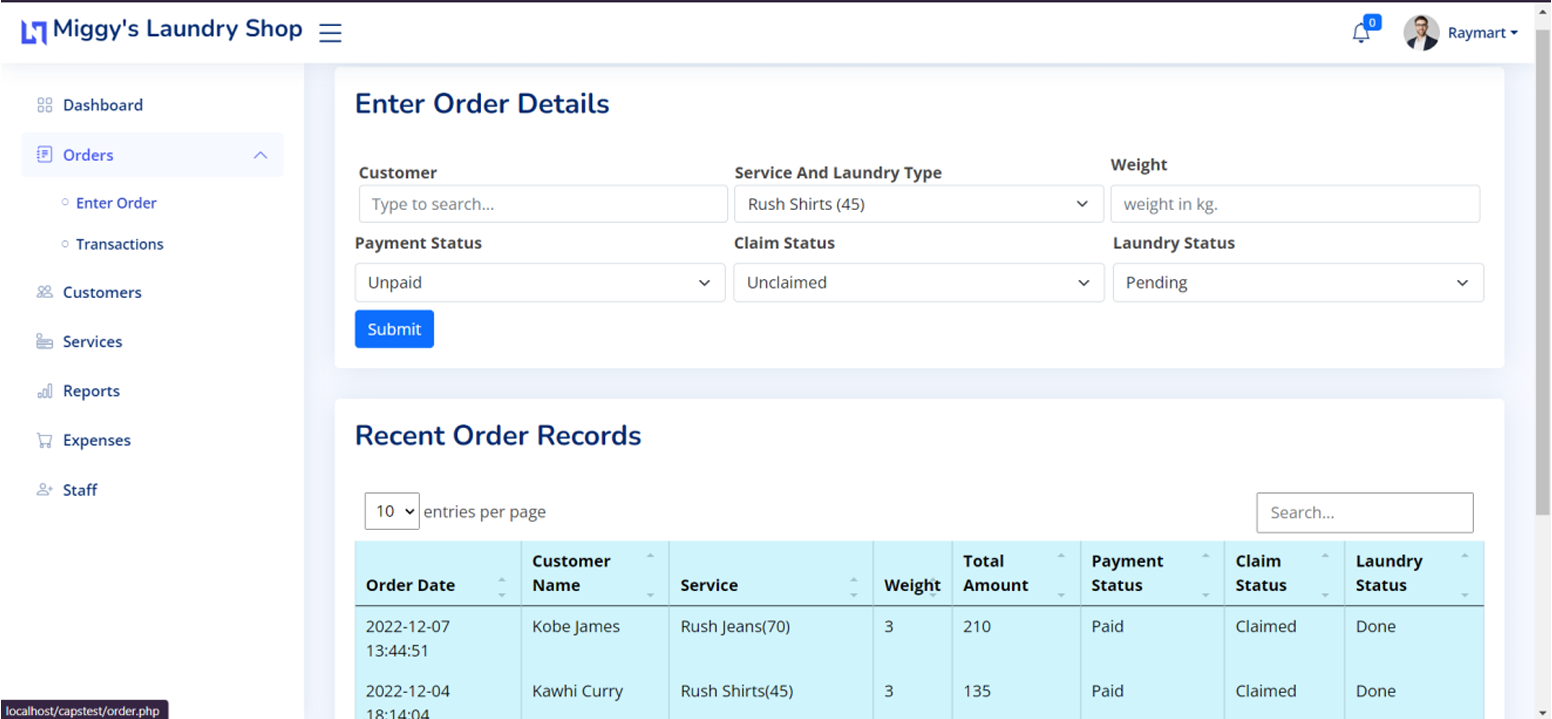 Miggy's Laundry Shop
0
Raymart
Dashboard
Orders
Enter Order
Transactions
Customers
Services
Reports
Expenses
Staff
Enter Order Details
Customer Service And Laundry Type Weight
Type to search... Rush Shirts (45) weight in kg.
Payment Status Claim Status Laundry Status
Unpaid Unclaimed Pending
Submit
Recent Order Records
10 entries per page Search...
Order Date Customer Name Service Weight Total Amount Payment Status Claim Status Laundry Status
2022-12-07 13:44:51 Kobe James Rush Jeans(70) 3 210 Paid Claimed Done
2022-12-04 18:14:04 Kawhi Curry Rush Shirts(45) 3 135 Paid Claimed Done
localhost/capstest/order.php